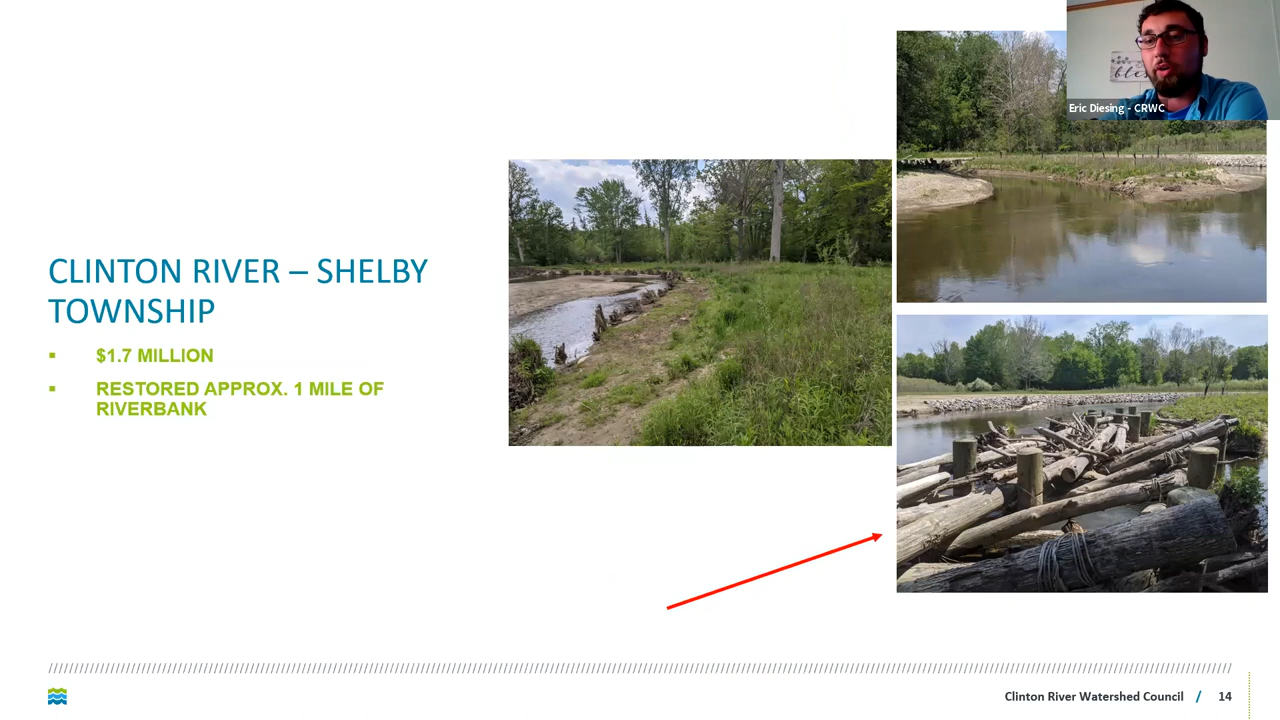 Eric Diesing - CRWC
CLINTON RIVER – SHELBY
TOWNSHIP
▪ $1.7 MILLION
▪ RESTORED APPROX. 1 MILE OF
RIVERBANK
Clinton River Watershed Council / 14